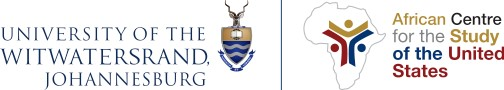 UNIVERSITY OF THE
WITWATERSRAND,
JOHANNESBURG
African Centre
for the Study
of the United
States